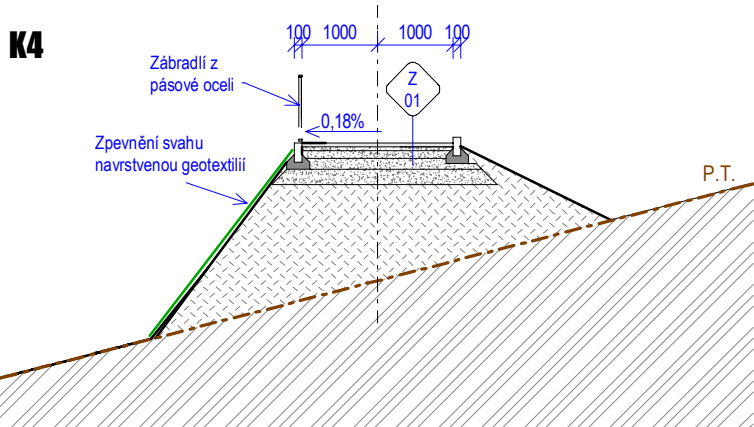 K4
100 1000 1000 100
Zábradlí z
pásové oceli
Z
01
0,18%
Zpevnění svahu
navrstvenou geotextilií
P.T.